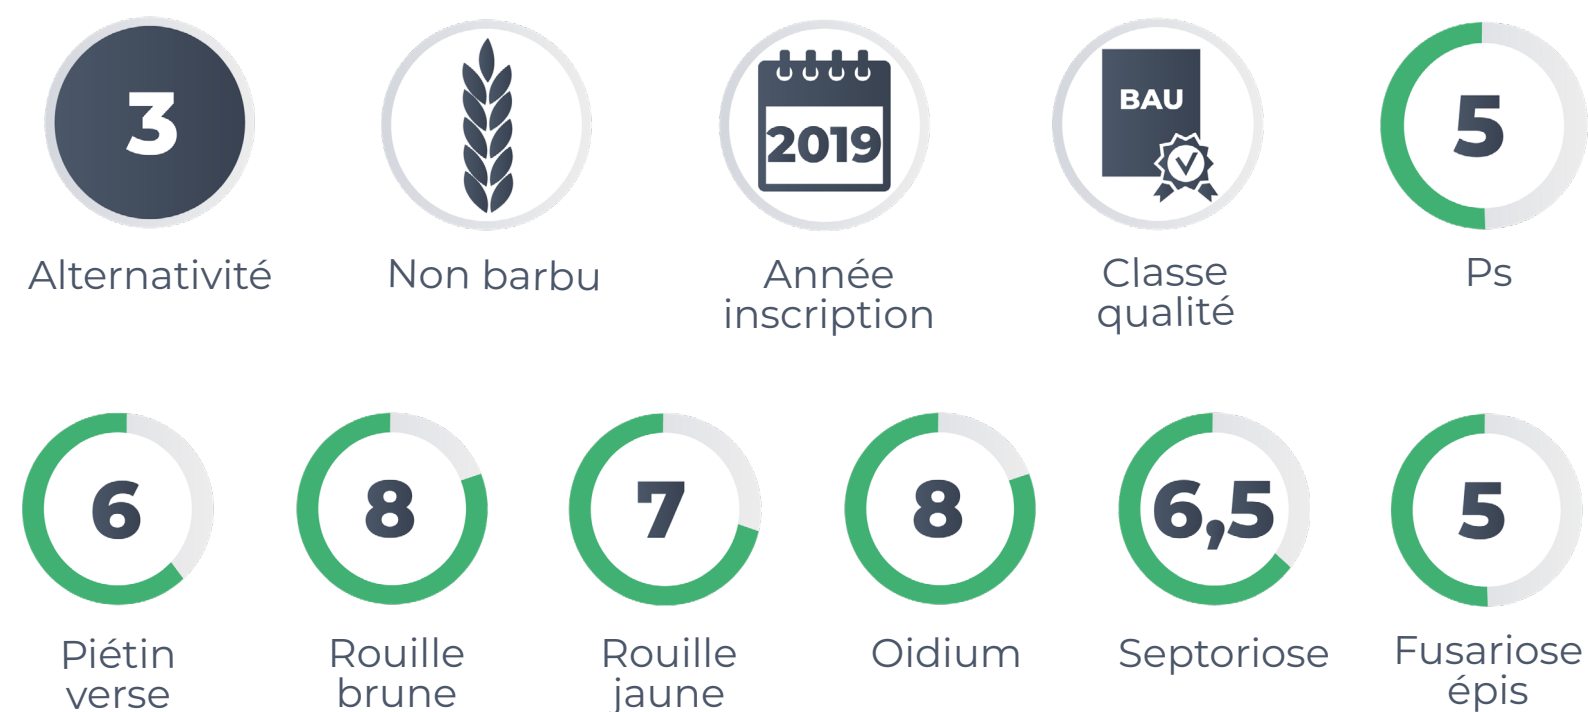 3
Alternativité
Non barbu
2019
Année
inscription
BAU
Classe
qualité
5
Ps
6
Piétin
verse
8
Rouille
brune
7
Rouille
jaune
8
Oidium
6,5
Septoriose
5
Fusariose
épis